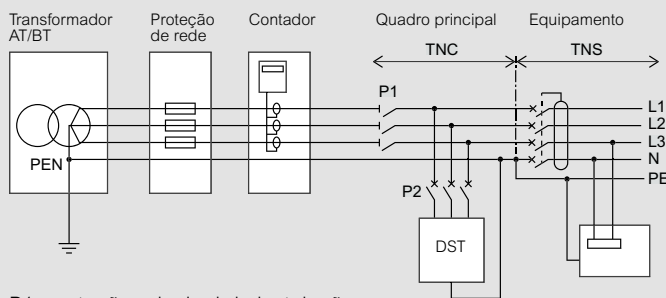 Transformador
AT/BT
Proteção
de rede
Contador
Quadro principal
Equipamento
TNC
TNS
P1
L1
L2
L3
N
PE
PEN
P2
DST